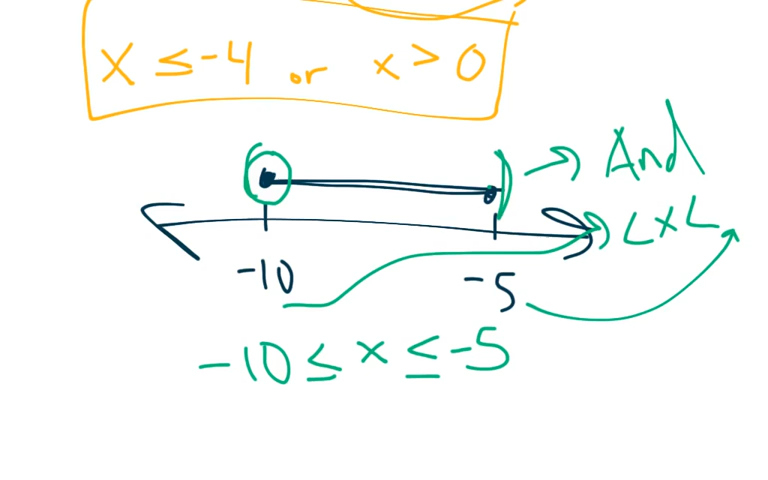 x ≤ -4 or x > 0
And
< x <
-10 -5
-10 ≤ x ≤ -5